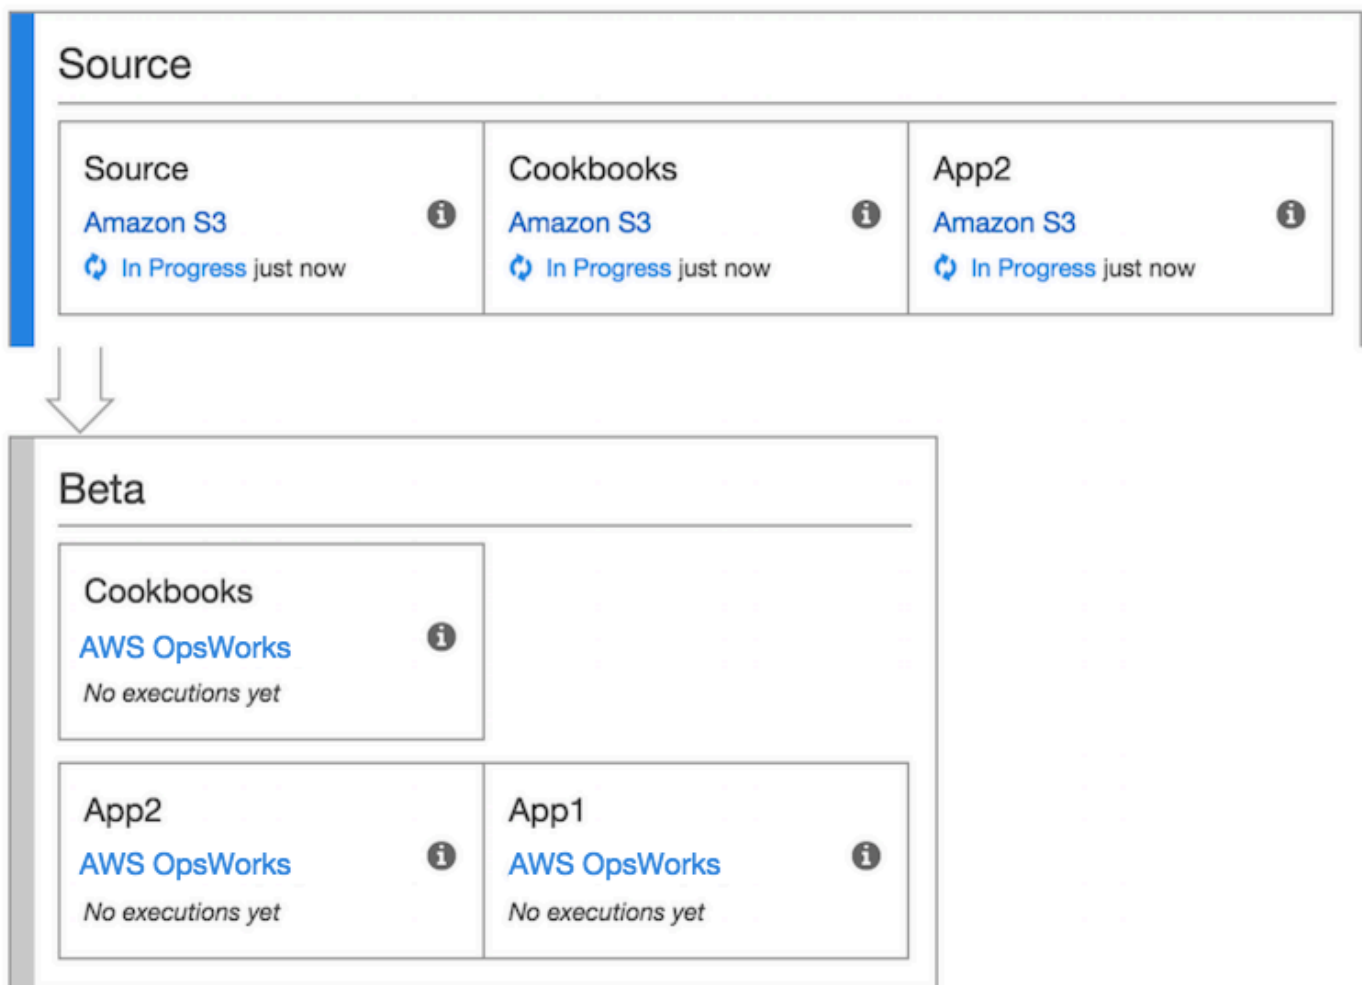 Source
Source
Amazon S3
In Progress just now
Cookbooks
Amazon S3
In Progress just now
App2
Amazon S3
In Progress just now
Beta
Cookbooks
AWS OpsWorks
No executions yet
App2
AWS OpsWorks
No executions yet
App1
AWS OpsWorks
No executions yet